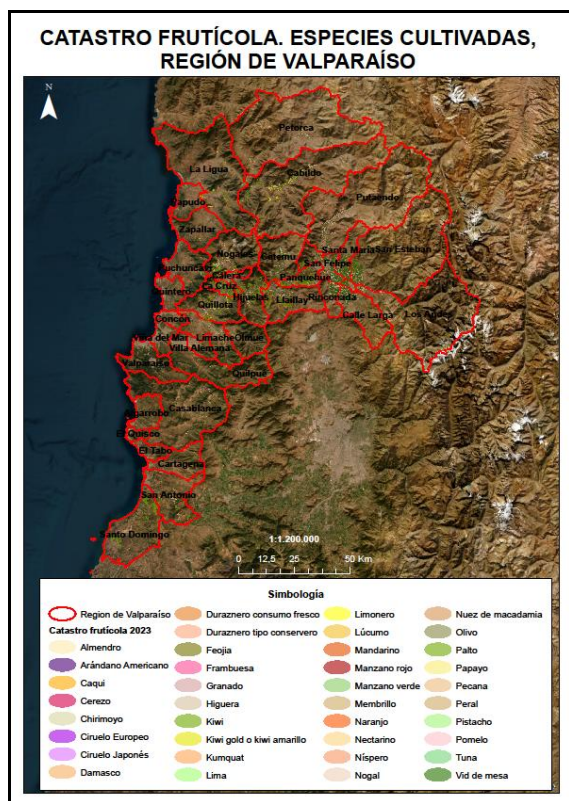 CATASTRO FRUTÍCOLA. ESPECIES CULTIVADAS,
REGIÓN DE VALPARAÍSO
N
Petorca
La Ligua
Cabildo
Putaendo
Papudo
Zapallar
Santa María
San Esteban
Nogales
Catemu
San Felipe
Puchuncaví
Calera
Panquehue
La Cruz
Quintero
Hijuelas
Llaillay
Rinconada
Quillota
Calle Larga
Los Andes
Concón
Viña del Mar
Limache
Olmué
Villa Alemana
Valparaíso
Quilpué
Algarrobo
Casablanca
El Quisco
El Tabo
Cartagena
San Antonio
Santo Domingo
1:1.200.000
0 12,5 25 50 Km
Simbología
Region de Valparaíso
Catastro frutícola 2023
Almendro
Arándano Americano
Caqui
Cerezo
Chirimoyo
Ciruelo Europeo
Ciruelo Japonés
Damasco
Duraznero consumo fresco
Duraznero tipo conservero
Feojia
Frambuesa
Granado
Higuera
Kiwi
Kiwi gold o kiwi amarillo
Kumquat
Lima
Limonero
Lúcumo
Mandarino
Manzano rojo
Manzano verde
Membrillo
Naranjo
Nectarino
Níspero
Nogal
Nuez de macadamia
Olivo
Palto
Papayo
Pecana
Peral
Pistacho
Pomelo
Tuna
Vid de mesa